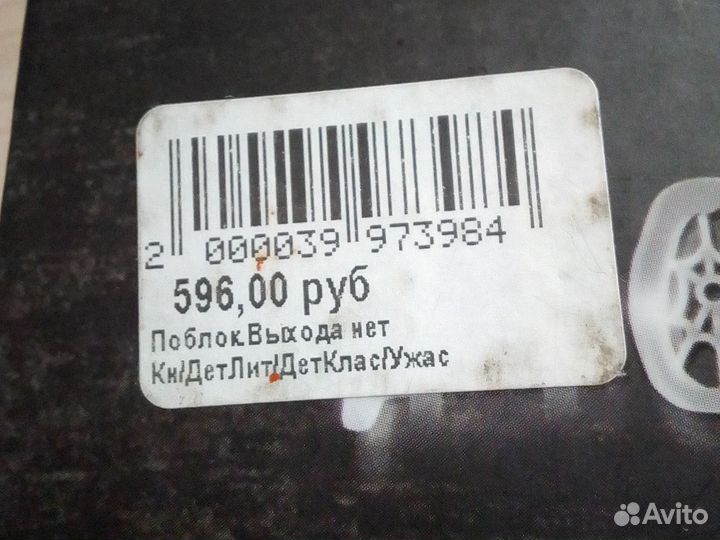 2 000039 973984
596,00 руб
Поблок.Выхода нет
Кн/ДетЛит/ДетКлас/Ужас
Avito